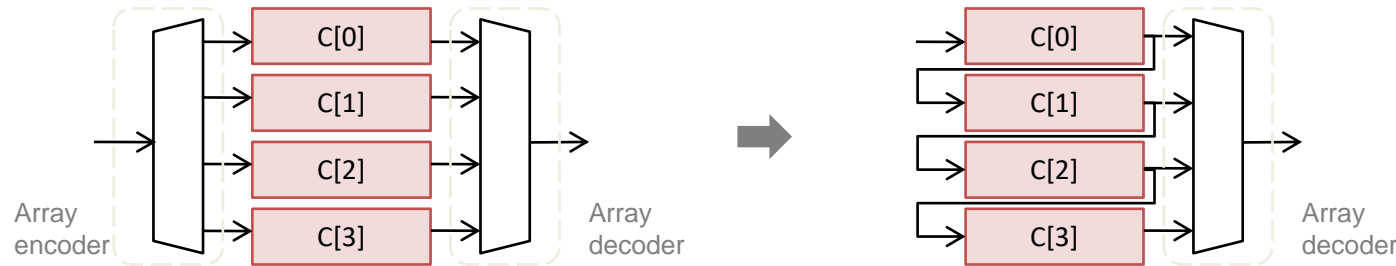 C[0]
C[1]
C[2]
C[3]
Array
encoder
Array
decoder
C[0]
C[1]
C[2]
C[3]
Array
decoder